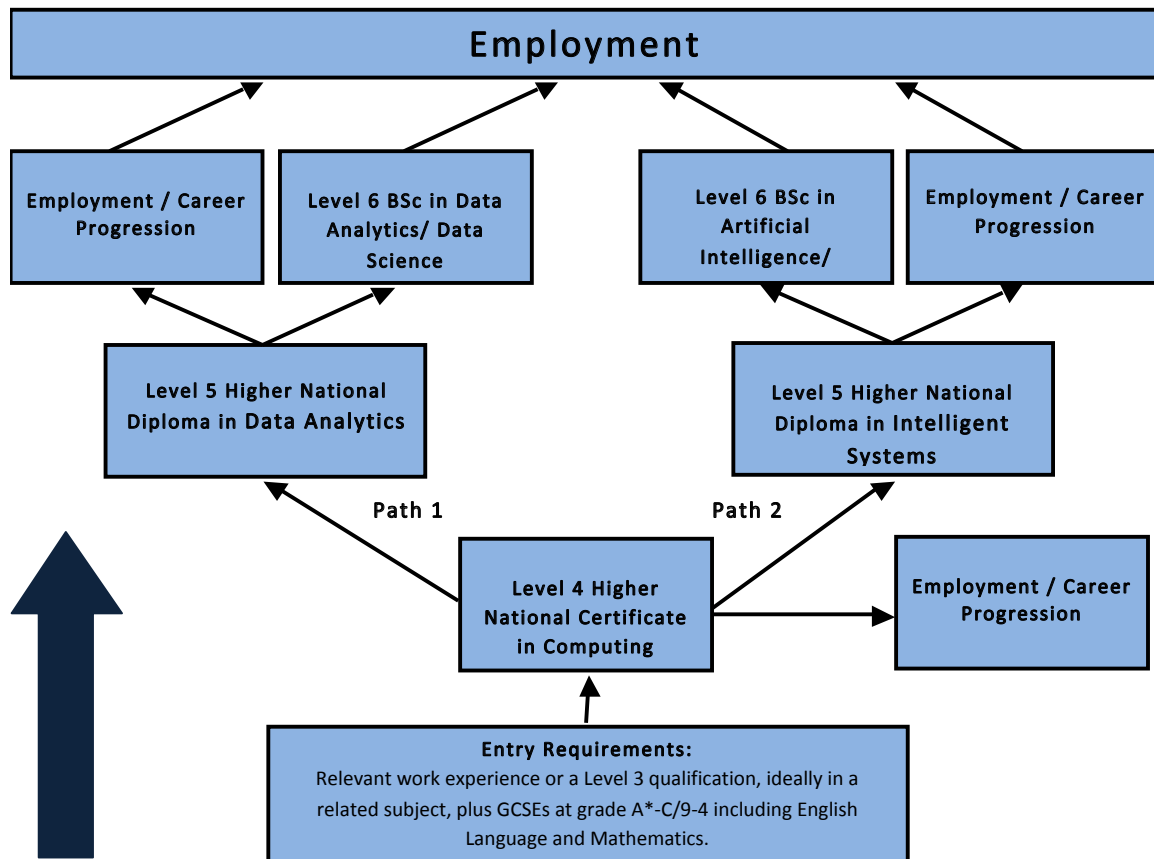 Employment
Employment / Career
Progression
Level 6 BSc in Data
Analytics/ Data
Science
Level 6 BSc in
Artificial
Intelligence/
Employment / Career
Progression
Level 5 Higher National
Diploma in Data Analytics
Level 5 Higher National
Diploma in Intelligent
Systems
Path 1
Path 2
Level 4 Higher
National Certificate
in Computing
Employment / Career
Progression
Entry Requirements:
Relevant work experience or a Level 3 qualification, ideally in a
related subject, plus GCSEs at grade A*-C/9-4 including English
Language and Mathematics.